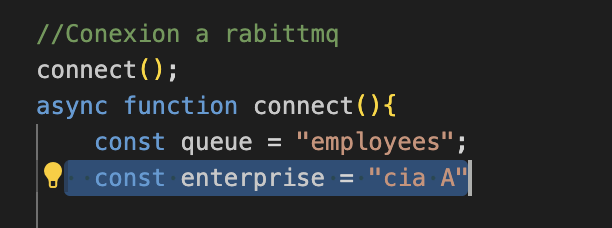 //Conexion a rabittmq
connect();
async function connect(){
const queue = "employees";
const enterprise = "cia A"